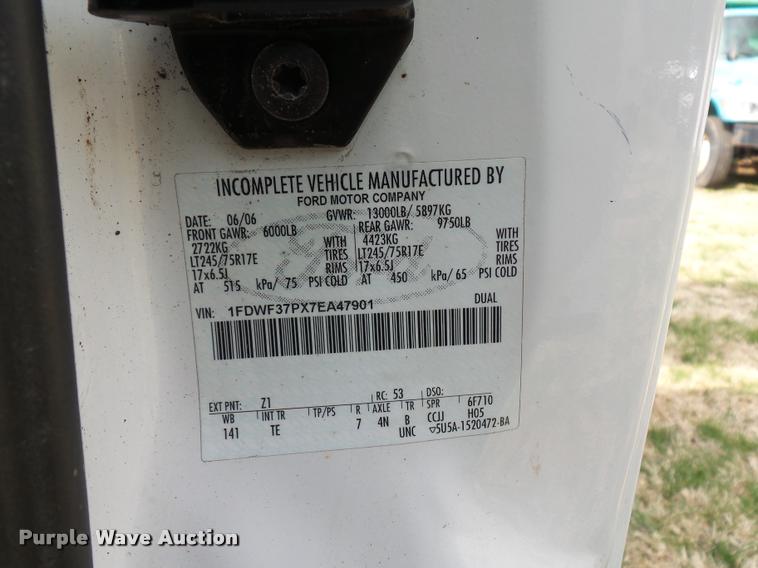 INCOMPLETE VEHICLE MANUFACTURED BY
FORD MOTOR COMPANY
DATE: 06/06 GVWR: 13000LB/ 5897KG
FRONT GAWR: 6000LB REAR GAWR: 9750LB
2722KG WITH 4423KG WITH
LT245/75R17E TIRES LT245/75R17E TIRES
17x6.5J RIMS 17x6.5J RIMS
AT 515 kPa/ 75 PSI COLD AT 450 kPa/ 65 PSI COLD
VIN: 1FDWF37PX7EA47901 DUAL
EXT PNT: Z1 RC: 53 DSO:
WB INT TR TP/PS R AXLE TR SPR 6F710
141 TE 7 4N B CCJJ H05
UNC 5U5A-1520472-BA
Purple Wave Auction